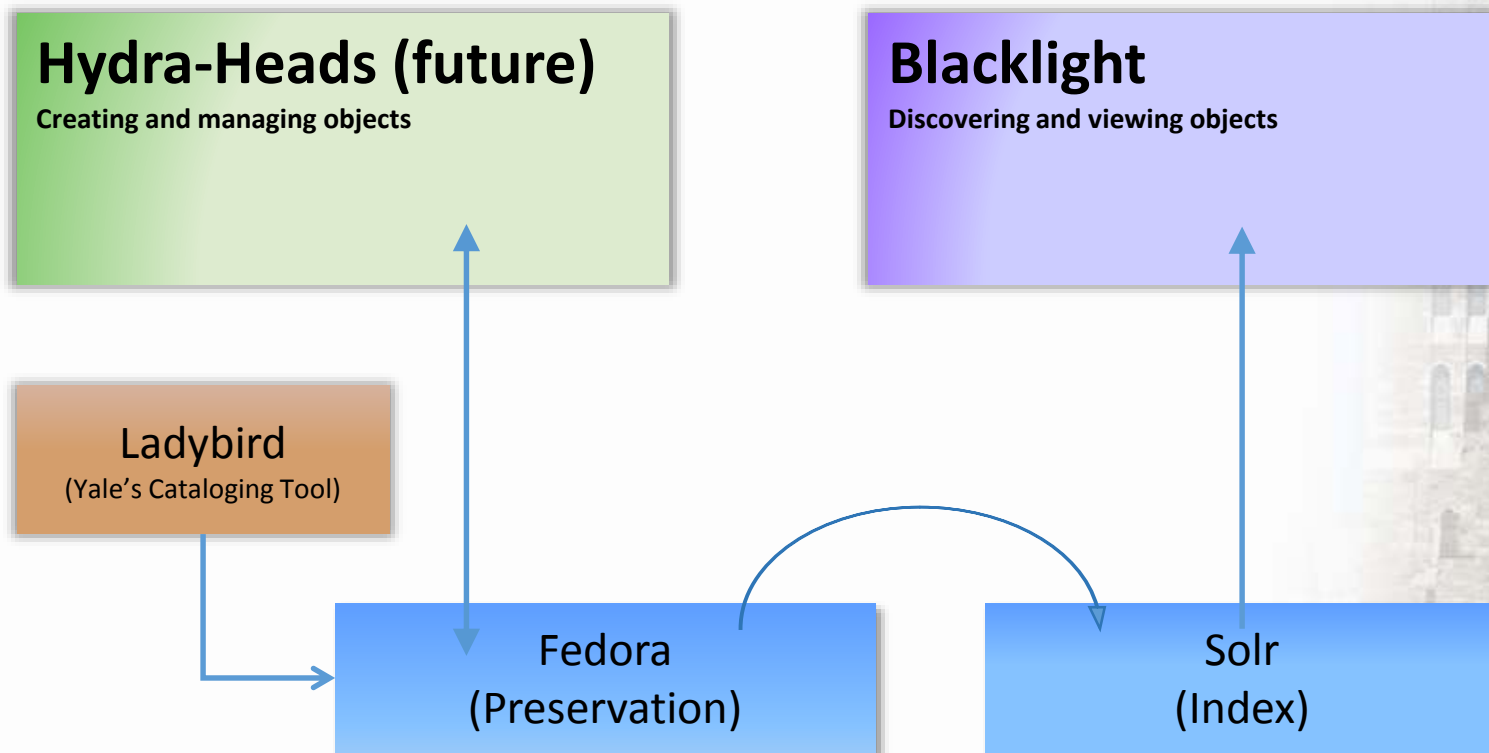 Hydra-Heads (future)
Creating and managing objects
Blacklight
Discovering and viewing objects
Ladybird
(Yale’s Cataloging Tool)
Fedora
(Preservation)
Solr
(Index)